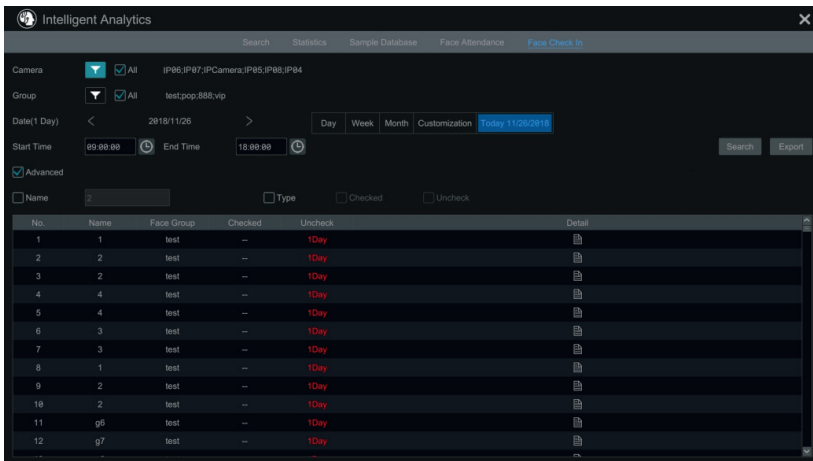 Intelligent Analytics
Search Statistics Sample Database Face Attendance Face Check In
Camera All IP06;IP07;IPCamera;IP05;IP08;IP04
Group All test;pop;888;vip
Date(1 Day) < 2018/11/26 > Day Week Month Customization Today 11/26/2018
Start Time 09:00:00 End Time 18:00:00 Search Export
Advanced
Name 2 Type Checked Uncheck
No. Name Face Group Checked Uncheck Detail
1 1 test -- 1Day
2 2 test -- 1Day
3 2 test -- 1Day
4 4 test -- 1Day
5 4 test -- 1Day
6 3 test -- 1Day
7 3 test -- 1Day
8 1 test -- 1Day
9 2 test -- 1Day
10 2 test -- 1Day
11 g6 test -- 1Day
12 g7 test -- 1Day